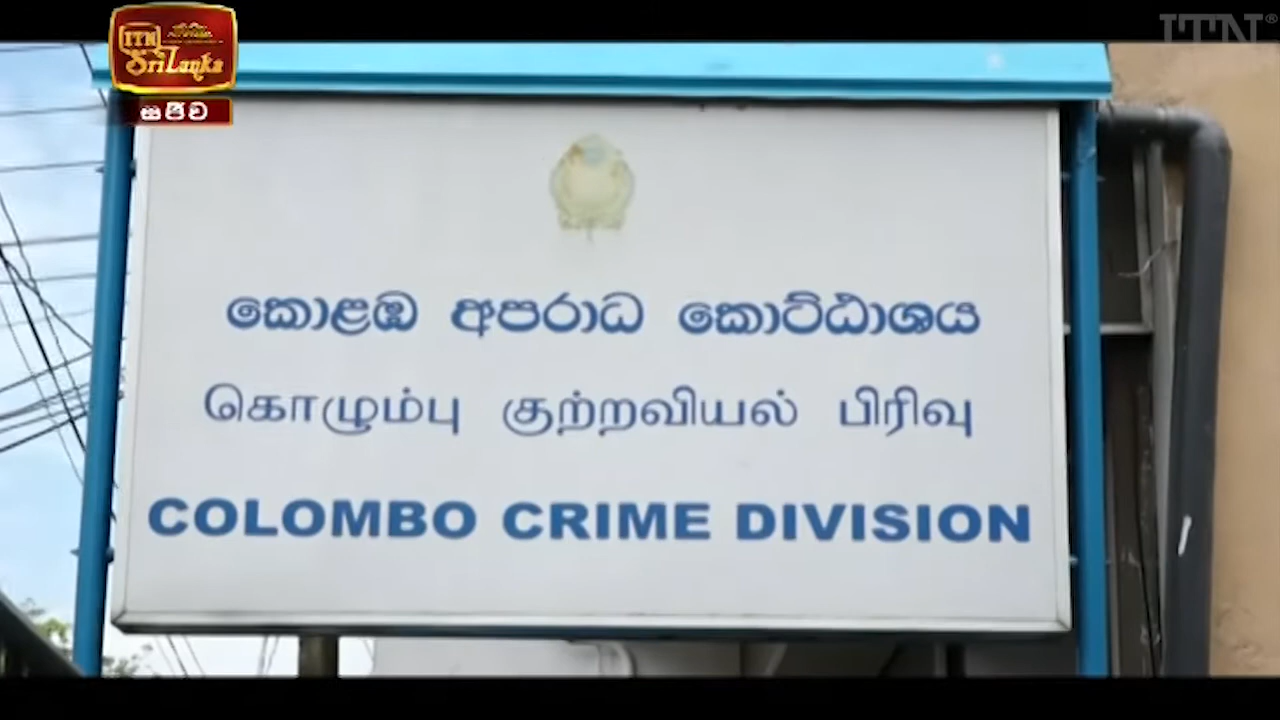 ITN
ITN
Sri Lanka
සජීව
කොළඹ අපරාධ කොට්ඨාශය
கொழும்பு குற்றவியல் பிரிவு
COLOMBO CRIME DIVISION